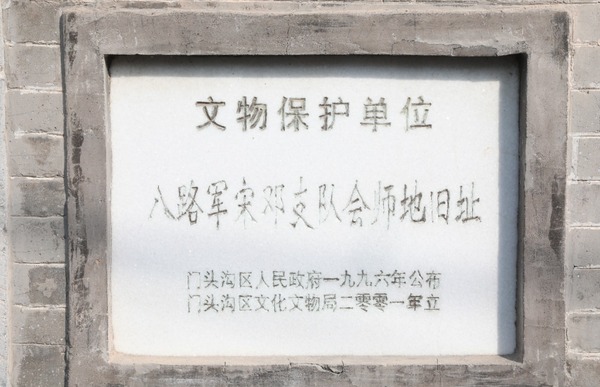 文物保护单位
八路军宋邓支队会师地旧址
门头沟区人民政府一九九六年公布
门头沟区文化文物局二零零一年立